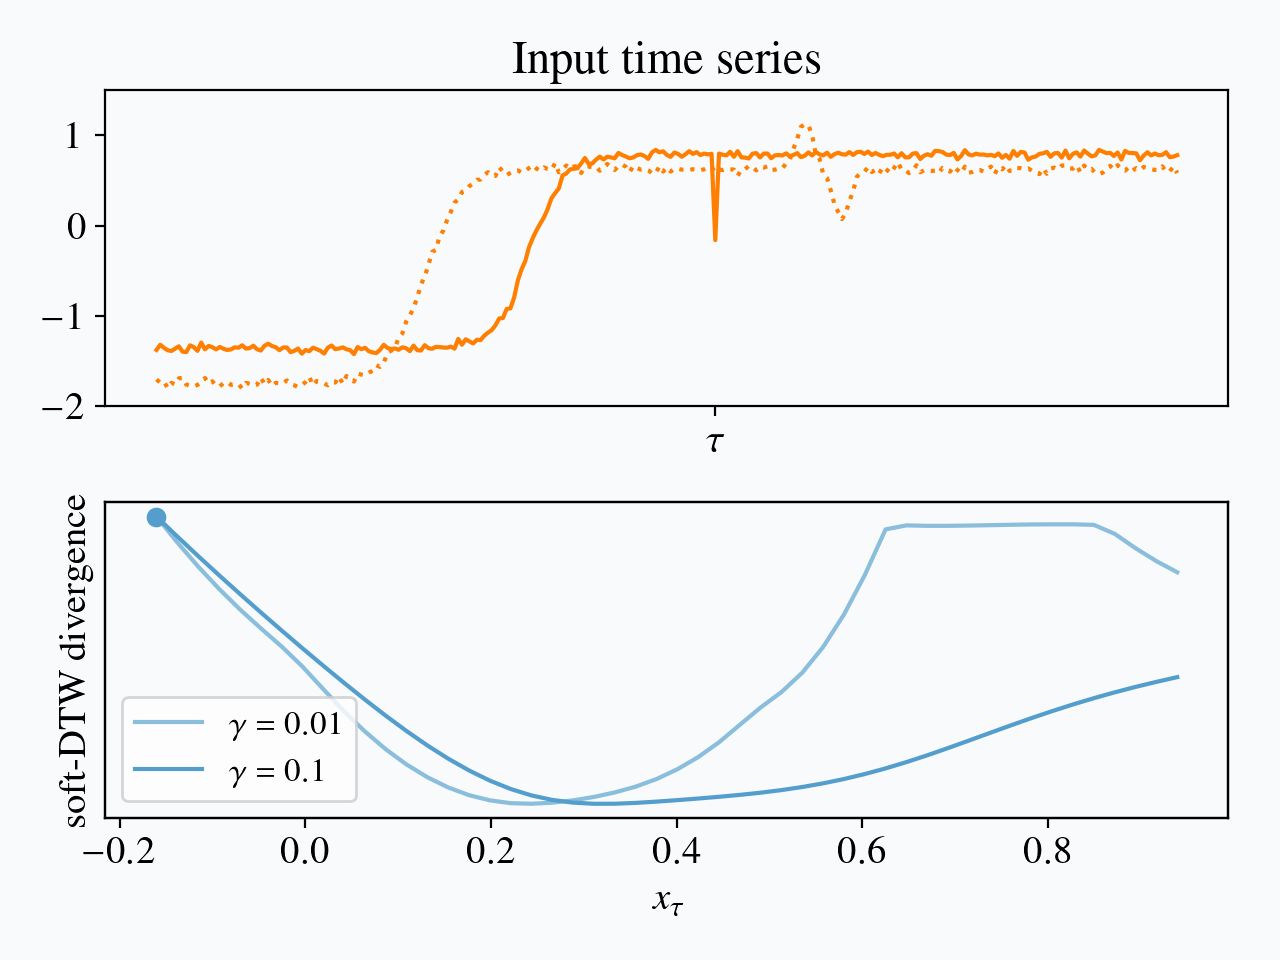 Input time series
1
0
−1
−2
τ
soft-DTW divergence
γ = 0.01
γ = 0.1
−0.2 0.0 0.2 0.4 0.6 0.8
xτ